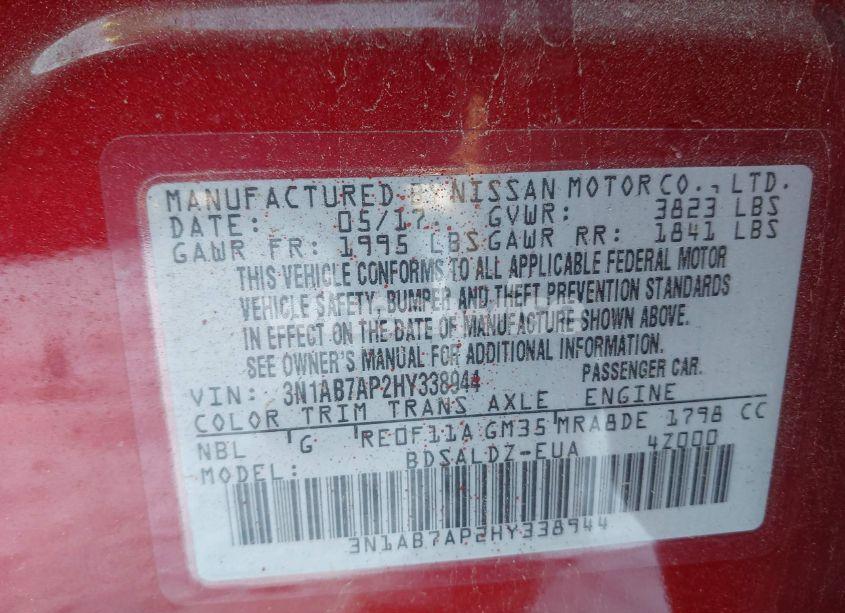 MANUFACTURED BY NISSAN MOTOR CO., LTD.
DATE: 05/17 GVWR: 3823 LBS
GAWR FR: 1995 LBS GAWR RR: 1841 LBS
THIS VEHICLE CONFORMS TO ALL APPLICABLE FEDERAL MOTOR
VEHICLE SAFETY, BUMPER AND THEFT PREVENTION STANDARDS
IN EFFECT ON THE DATE OF MANUFACTURE SHOWN ABOVE.
SEE OWNER'S MANUAL FOR ADDITIONAL INFORMATION.
VIN: 3N1AB7AP2HY338944 PASSENGER CAR.
COLOR TRIM TRANS AXLE ENGINE
NBL G RE0F11A GM35 MRA8DE 1798 CC
MODEL: BDSALDZ-EUA 4Z000
3N1AB7AP2HY338944